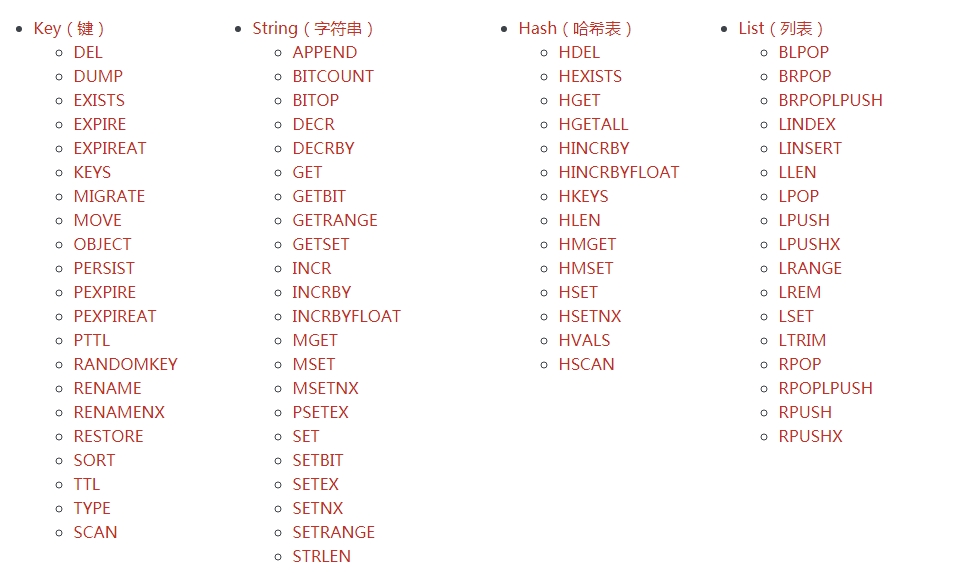 Key（键）
DEL
DUMP
EXISTS
EXPIRE
EXPIREAT
KEYS
MIGRATE
MOVE
OBJECT
PERSIST
PEXPIRE
PEXPIREAT
PTTL
RANDOMKEY
RENAME
RENAMENX
RESTORE
SORT
TTL
TYPE
SCAN
String（字符串）
APPEND
BITCOUNT
BITOP
DECR
DECRBY
GET
GETBIT
GETRANGE
GETSET
INCR
INCRBY
INCRBYFLOAT
MGET
MSET
MSETNX
PSETEX
SET
SETBIT
SETEX
SETNX
SETRANGE
STRLEN
Hash（哈希表）
HDEL
HEXISTS
HGET
HGETALL
HINCRBY
HINCRBYFLOAT
HKEYS
HLEN
HMGET
HMSET
HSET
HSETNX
HVALS
HSCAN
List（列表）
BLPOP
BRPOP
BRPOPLPUSH
LINDEX
LINSERT
LLEN
LPOP
LPUSH
LPUSHX
LRANGE
LREM
LSET
LTRIM
RPOP
RPOPLPUSH
RPUSH
RPUSHX